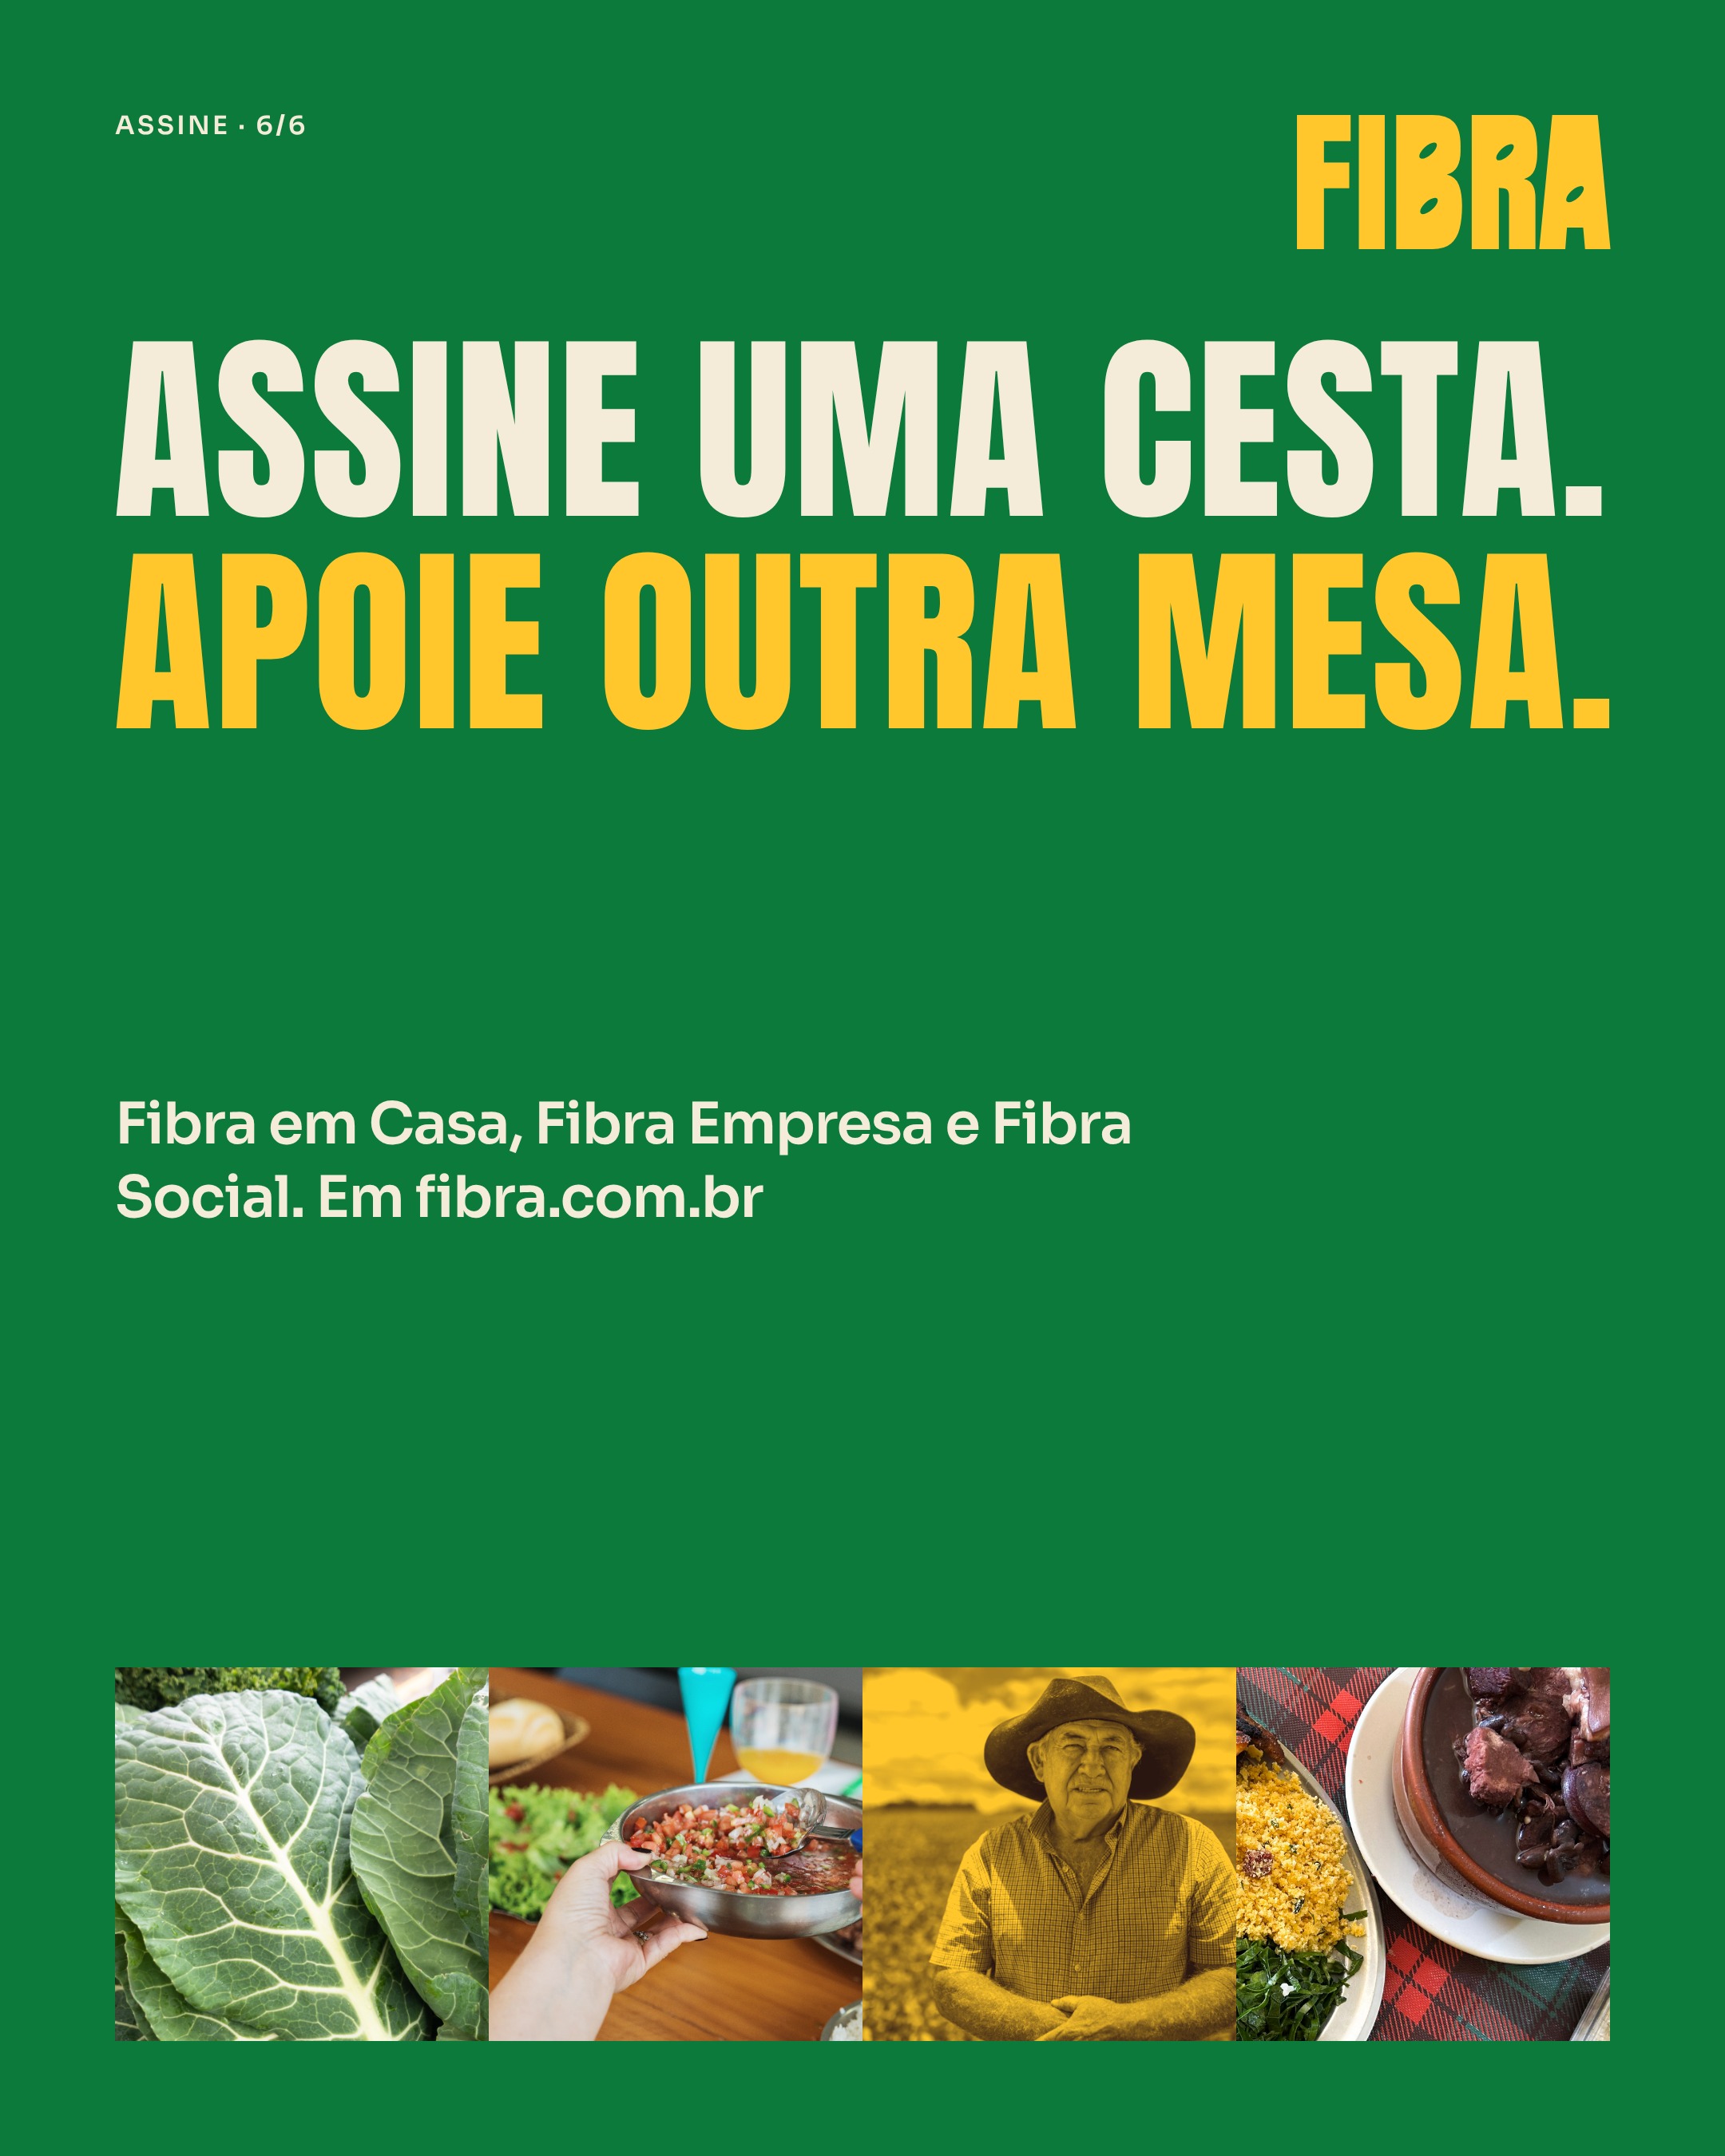 ASSINE · 6/6
FIBRA
ASSINE UMA CESTA.
APOIE OUTRA MESA.
Fibra em Casa, Fibra Empresa e Fibra
Social. Em fibra.com.br